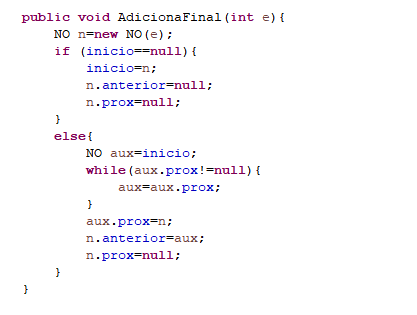 public void AdicionaFinal(int e){
    NO n=new NO(e);
    if (inicio==null){
        inicio=n;
        n.anterior=null;
        n.prox=null;
    }
    else{
        NO aux=inicio;
        while(aux.prox!=null){
            aux=aux.prox;
        }
        aux.prox=n;
        n.anterior=aux;
        n.prox=null;
    }
}